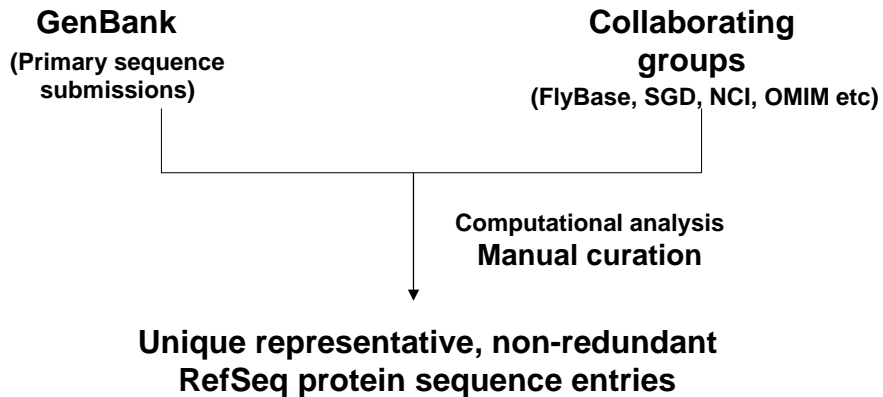 GenBank
(Primary sequence
submissions)
Collaborating
groups
(FlyBase, SGD, NCI, OMIM etc)
Computational analysis
Manual curation
Unique representative, non-redundant
RefSeq protein sequence entries